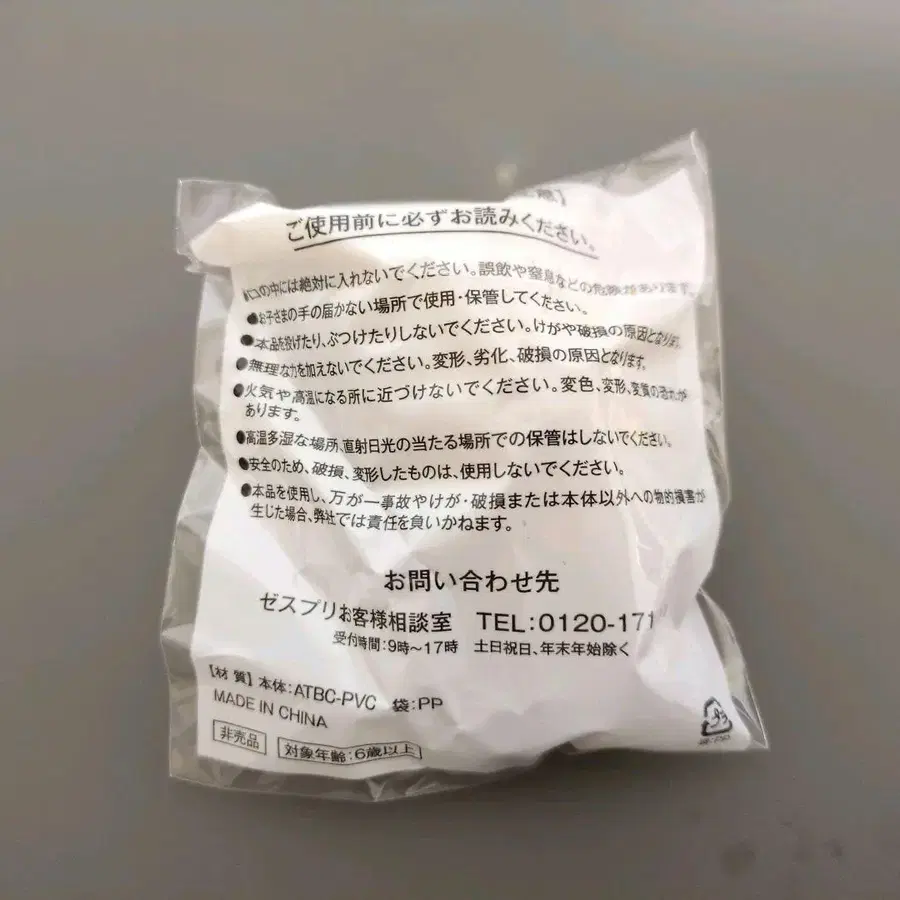 ご使用前に必ずお読みください。
口の中には絶対に入れないでください。誤飲や窒息などの危険があります。
●お子さまの手の届かない場所で使用・保管してください。
●本品を投げたり、ぶつけたりしないでください。けがや破損の原因となります。
●無理な力を加えないでください。変形、劣化、破損の原因となります。
●火気や高温になる所に近づけないでください。変色、変形、変質の恐れが
あります。
●高温多湿な場所、直射日光の当たる場所での保管はしないでください。
●安全のため、破損、変形したものは、使用しないでください。
●本品を使用し、万が一事故やけが・破損または本体以外への物的損害が
生じた場合、弊社では責任を負いかねます。
お問い合わせ先
ゼスプリお客様相談室 TEL:0120-171
受付時間:9時~17時 土日祝日、年末年始除く
【材質】本体:ATBC-PVC 袋:PP
MADE IN CHINA
非売品 対象年齢:6歳以上